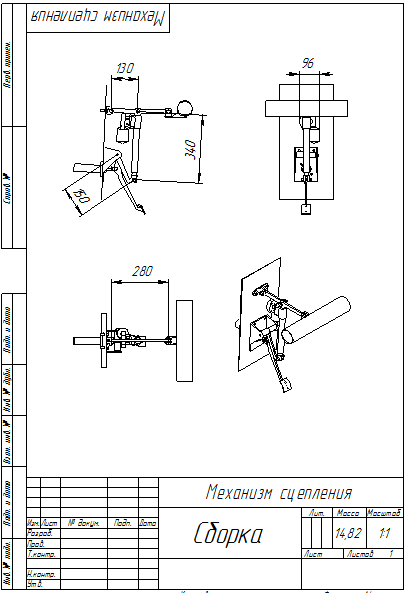 Механизм сцепления
Перв. примен.
Справ. №
130
96
340
150
280
Подп. и дата
Инв. № дубл.
Взам. инв. №
Подп. и дата
Инв. № подл.
Механизм сцепления
Изм. Лист № докум. Подп. Дата
Разраб.
Пров.
Т.контр.
Н.контр.
Утв.
Сборка
Лит. Масса Масштаб
14,82 1:1
Лист Листов 1